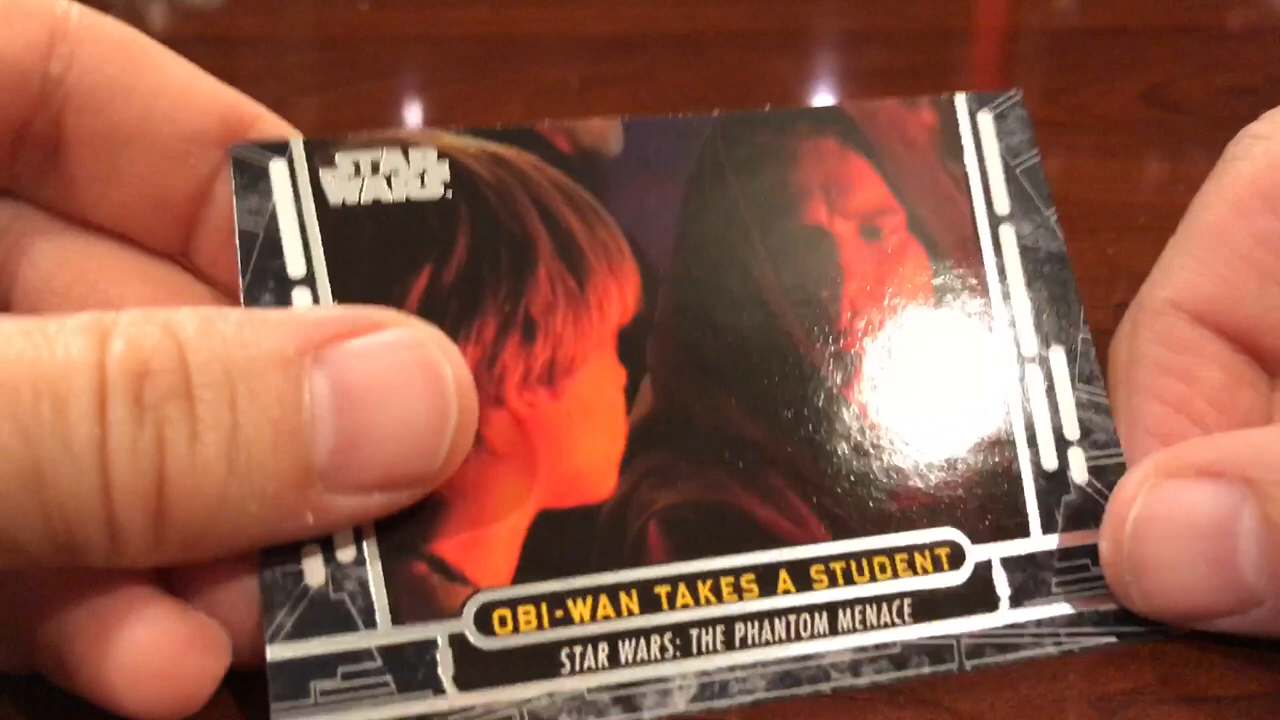 STAR
WARS
OBI-WAN TAKES A STUDENT
STAR WARS: THE PHANTOM MENACE